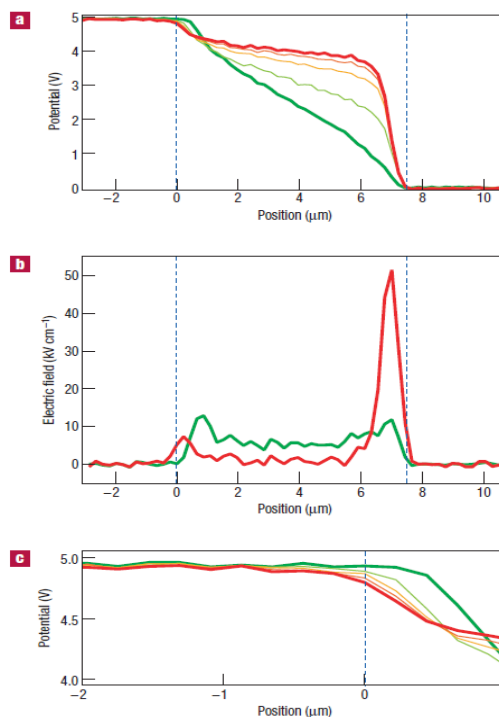 a
5
4
3
2
1
0
Potential (V)
−2 0 2 4 6 8 10
Position (µm)
b
50
40
30
20
10
0
Electric field (kV cm⁻¹)
−2 0 2 4 6 8 10
Position (µm)
c
5.0
4.5
4.0
Potential (V)
−2 −1 0
Position (µm)